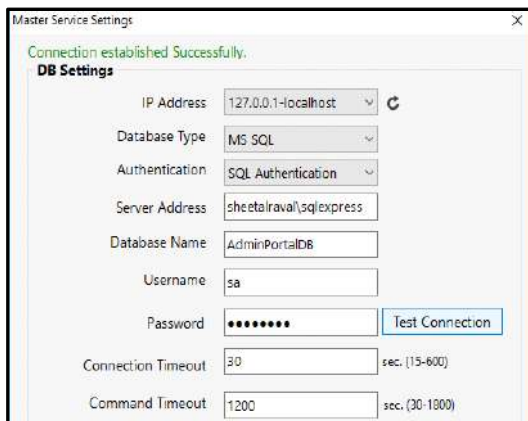 Master Service Settings
Connection established Successfully.
DB Settings
IP Address 127.0.0.1-localhost
Database Type MS SQL
Authentication SQL Authentication
Server Address sheetalraval\sqlexpress
Database Name AdminPortalDB
Username sa
Password •••••••• Test Connection
Connection Timeout 30 sec. (15-600)
Command Timeout 1200 sec. (30-1800)